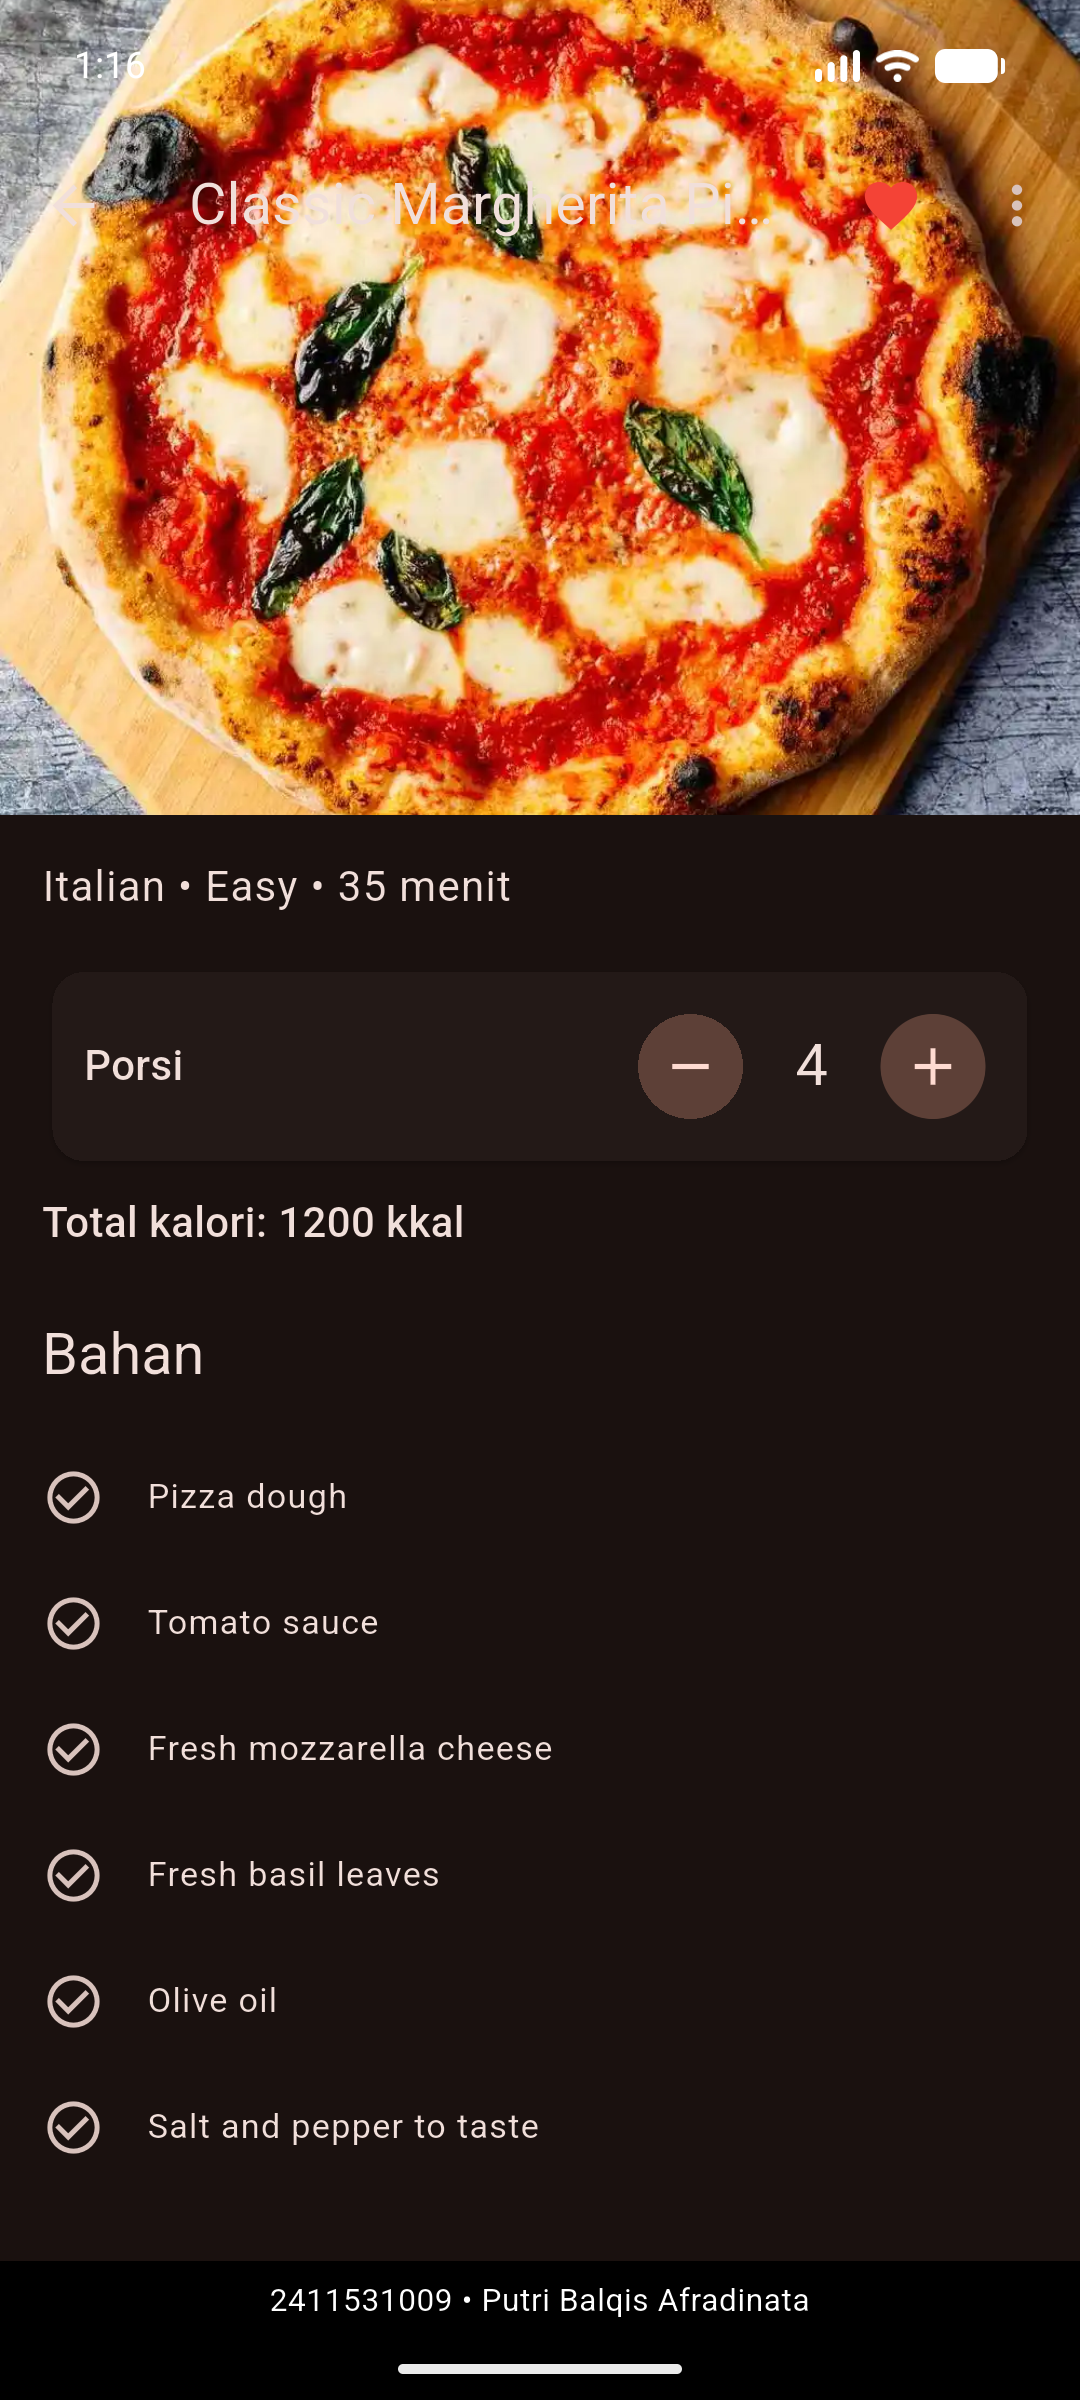 1:16
Classic Margherita Pi...
Italian • Easy • 35 menit
Porsi
4
Total kalori: 1200 kkal
Bahan
Pizza dough
Tomato sauce
Fresh mozzarella cheese
Fresh basil leaves
Olive oil
Salt and pepper to taste
2411531009 • Putri Balqis Afradinata